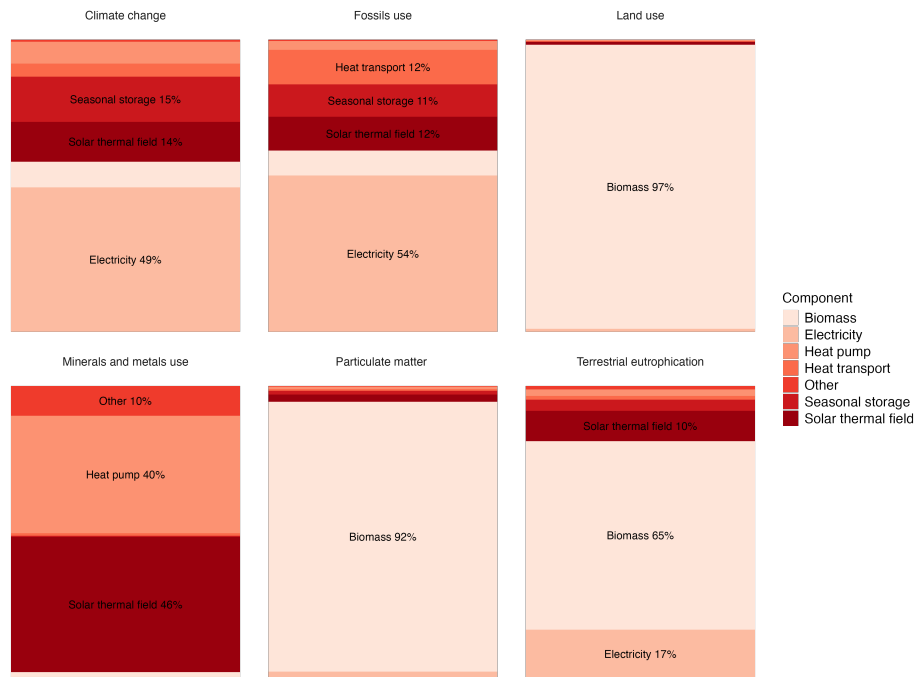 Climate change
Fossils use
Land use
Seasonal storage 15%
Solar thermal field 14%
Electricity 49%
Heat transport 12%
Seasonal storage 11%
Solar thermal field 12%
Electricity 54%
Biomass 97%
Minerals and metals use
Particulate matter
Terrestrial eutrophication
Other 10%
Heat pump 40%
Solar thermal field 46%
Biomass 92%
Solar thermal field 10%
Biomass 65%
Electricity 17%
Component
Biomass
Electricity
Heat pump
Heat transport
Other
Seasonal storage
Solar thermal field